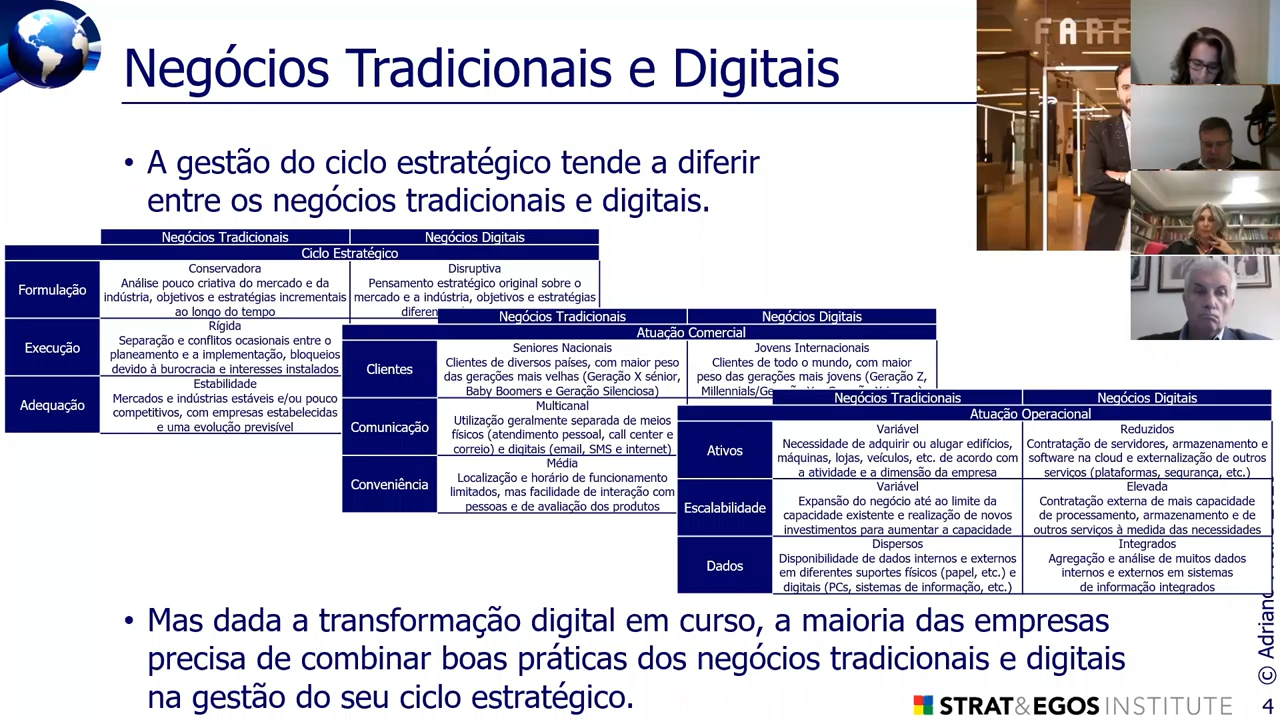 Negócios Tradicionais e Digitais
FARF
• A gestão do ciclo estratégico tende a diferir
entre os negócios tradicionais e digitais.
Negócios Tradicionais
Negócios Digitais
Ciclo Estratégico
Formulação
Conservadora
Análise pouco criativa do mercado e da
indústria, objetivos e estratégias incrementais
ao longo do tempo
Disruptiva
Pensamento estratégico original sobre o
mercado e a indústria, objetivos e estratégias
Execução
Rígida
Separação e conflitos ocasionais entre o
planeamento e a implementação, bloqueios
devido à burocracia e interesses instalados
Adequação
Estabilidade
Mercados e indústrias estáveis e/ou pouco
competitivos, com empresas estabelecidas
e uma evolução previsível
Negócios Tradicionais
Negócios Digitais
Atuação Comercial
Clientes
Seniores Nacionais
Clientes de diversos países, com maior peso
das gerações mais velhas (Geração X sénior,
Baby Boomers e Geração Silenciosa)
Jovens Internacionais
Clientes de todo o mundo, com maior
peso das gerações mais jovens (Geração Z,
Comunicação
Multicanal
Utilização geralmente separada de meios
físicos (atendimento pessoal, call center e
correio) e digitais (email, SMS e internet)
Conveniência
Média
Localização e horário de funcionamento
limitados, mas facilidade de interação com
pessoas e de avaliação dos produtos
Negócios Tradicionais
Negócios Digitais
Atuação Operacional
Ativos
Variável
Necessidade de adquirir ou alugar edifícios,
máquinas, lojas, veículos, etc. de acordo com
a atividade e a dimensão da empresa
Reduzidos
Contratação de servidores, armazenamento e
software na cloud e externalização de outros
serviços (plataformas, segurança, etc.)
Escalabilidade
Variável
Expansão do negócio até ao limite da
capacidade existente e realização de novos
investimentos para aumentar a capacidade
Elevada
Contratação externa de mais capacidade
de processamento, armazenamento e de
outros serviços à medida das necessidades
Dados
Dispersos
Disponibilidade de dados internos e externos
em diferentes suportes físicos (papel, etc.) e
digitais (PCs, sistemas de informação, etc.)
Integrados
Agregação e análise de muitos dados
internos e externos em sistemas
de informação integrados
• Mas dada a transformação digital em curso, a maioria das empresas
precisa de combinar boas práticas dos negócios tradicionais e digitais
na gestão do seu ciclo estratégico.
STRAT&EGOS INSTITUTE
4